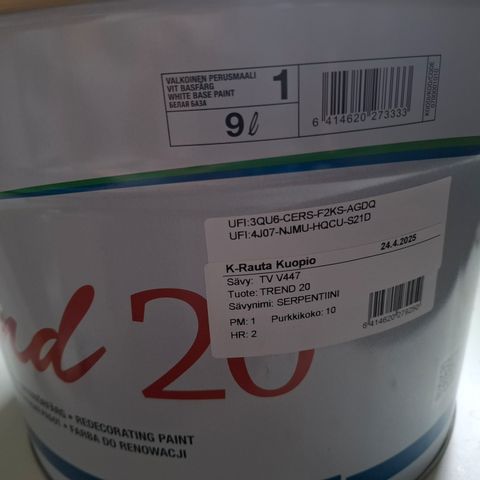 VALKOINEN PERUSMAALI
VIT BASFÄRG
WHITE BASE PAINT
БЕЛАЯ БАЗА
1
9 ℓ
6 414620 273333
UFI:3QU6-CERS-F2KS-AGDQ
UFI:4J07-NJMU-HQCU-S21D
24.4.2025
K-Rauta Kuopio
Sävy: TV V447
Tuote: TREND 20
Sävynimi: SERPENTIINI
PM: 1 Purkkikoko: 10
HR: 2
nd 20
REDECORATING PAINT
FARBA DO RENOWACJI